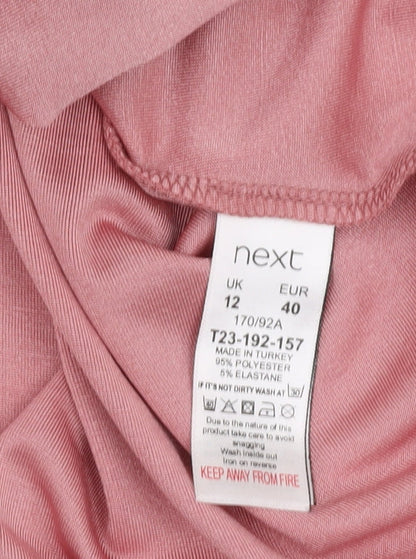 next
UK EUR
12 40
170/92A
T23-192-157
MADE IN TURKEY
95% POLYESTER
5% ELASTANE
IF IT'S NOT DIRTY WASH AT 30
Due to the nature of this
product take care to avoid
snagging
Wash inside out
Iron on reverse
KEEP AWAY FROM FIRE